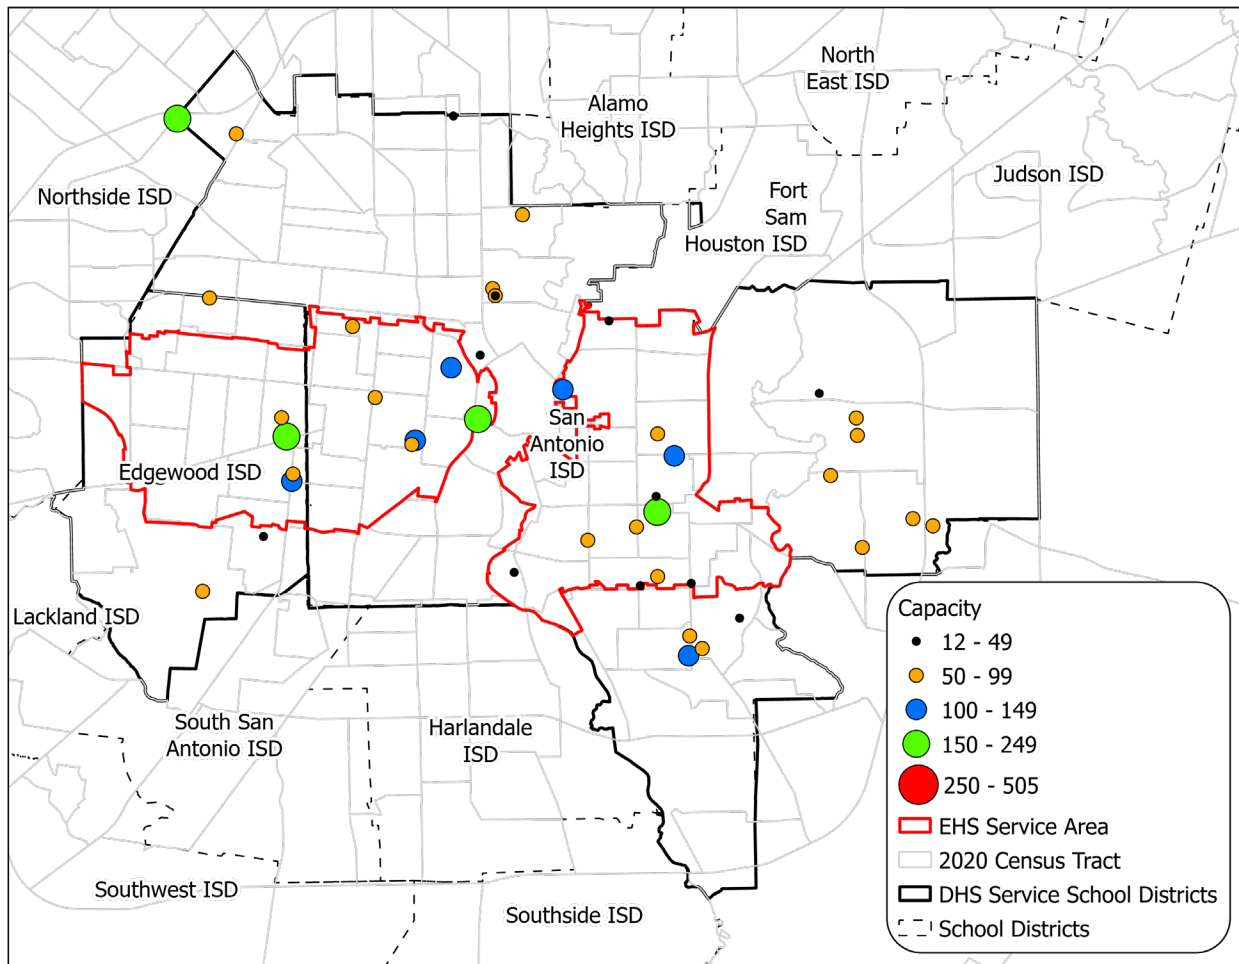 North
East ISD
Alamo
Heights ISD
Judson ISD
Northside ISD
Fort
Sam
Houston ISD
San
Antonio
ISD
Edgewood ISD
Lackland ISD
South San
Antonio ISD
Harlandale
ISD
Southwest ISD
Southside ISD
Capacity
12 - 49
50 - 99
100 - 149
150 - 249
250 - 505
EHS Service Area
2020 Census Tract
DHS Service School Districts
School Districts